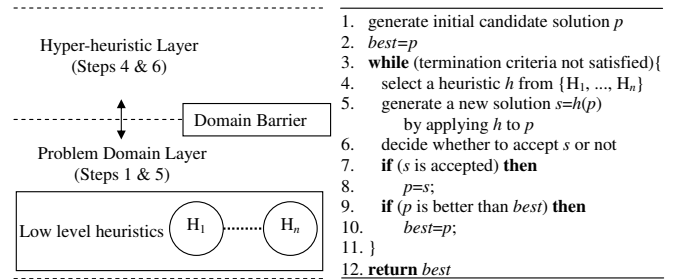 Hyper-heuristic Layer
(Steps 4 & 6)
Domain Barrier
Problem Domain Layer
(Steps 1 & 5)
Low level heuristics H1 Hn
1. generate initial candidate solution p
2. best=p
3. while (termination criteria not satisfied){
4. select a heuristic h from {H1, ..., Hn}
5. generate a new solution s=h(p)
by applying h to p
6. decide whether to accept s or not
7. if (s is accepted) then
8. p=s;
9. if (p is better than best) then
10. best=p;
11. }
12. return best